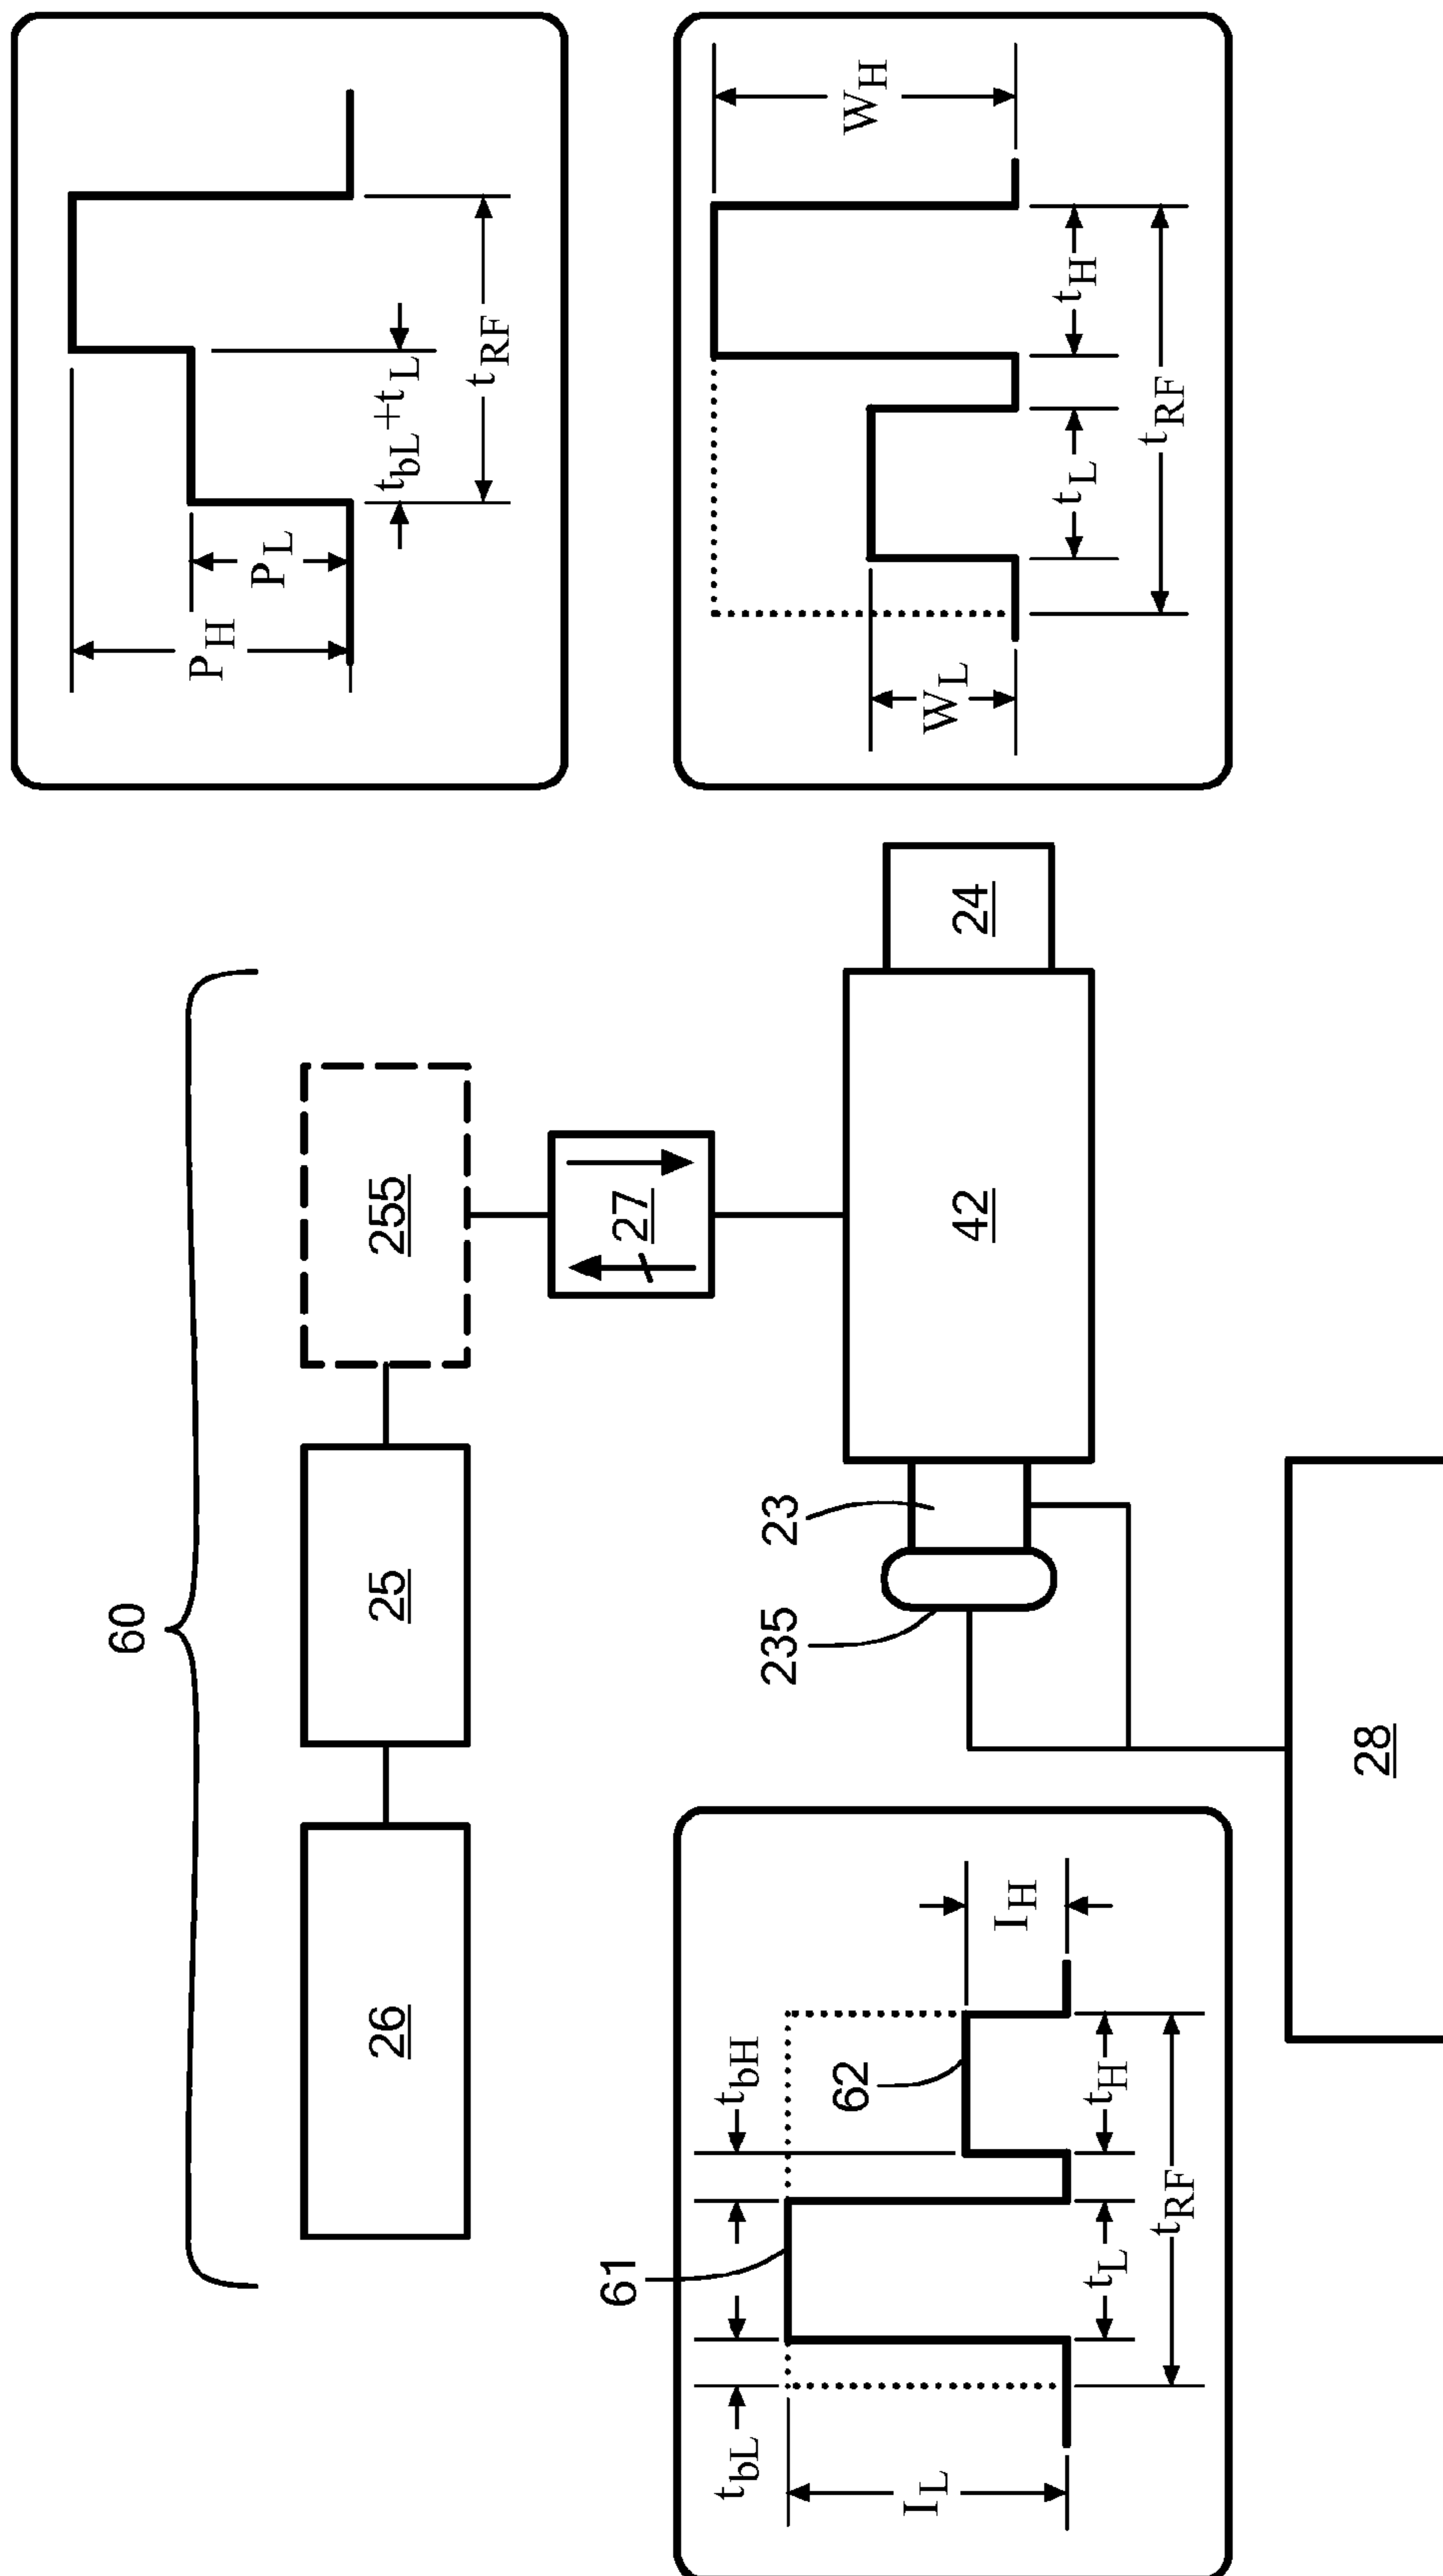 60
26
25
255
27
P_H
P_L
t_bL+t_L
t_RF
t_bL
t_bH
61
62
I_L
I_H
t_L
t_H
t_RF
235
23
42
24
28
W_L
W_H
t_L
t_H
t_RF